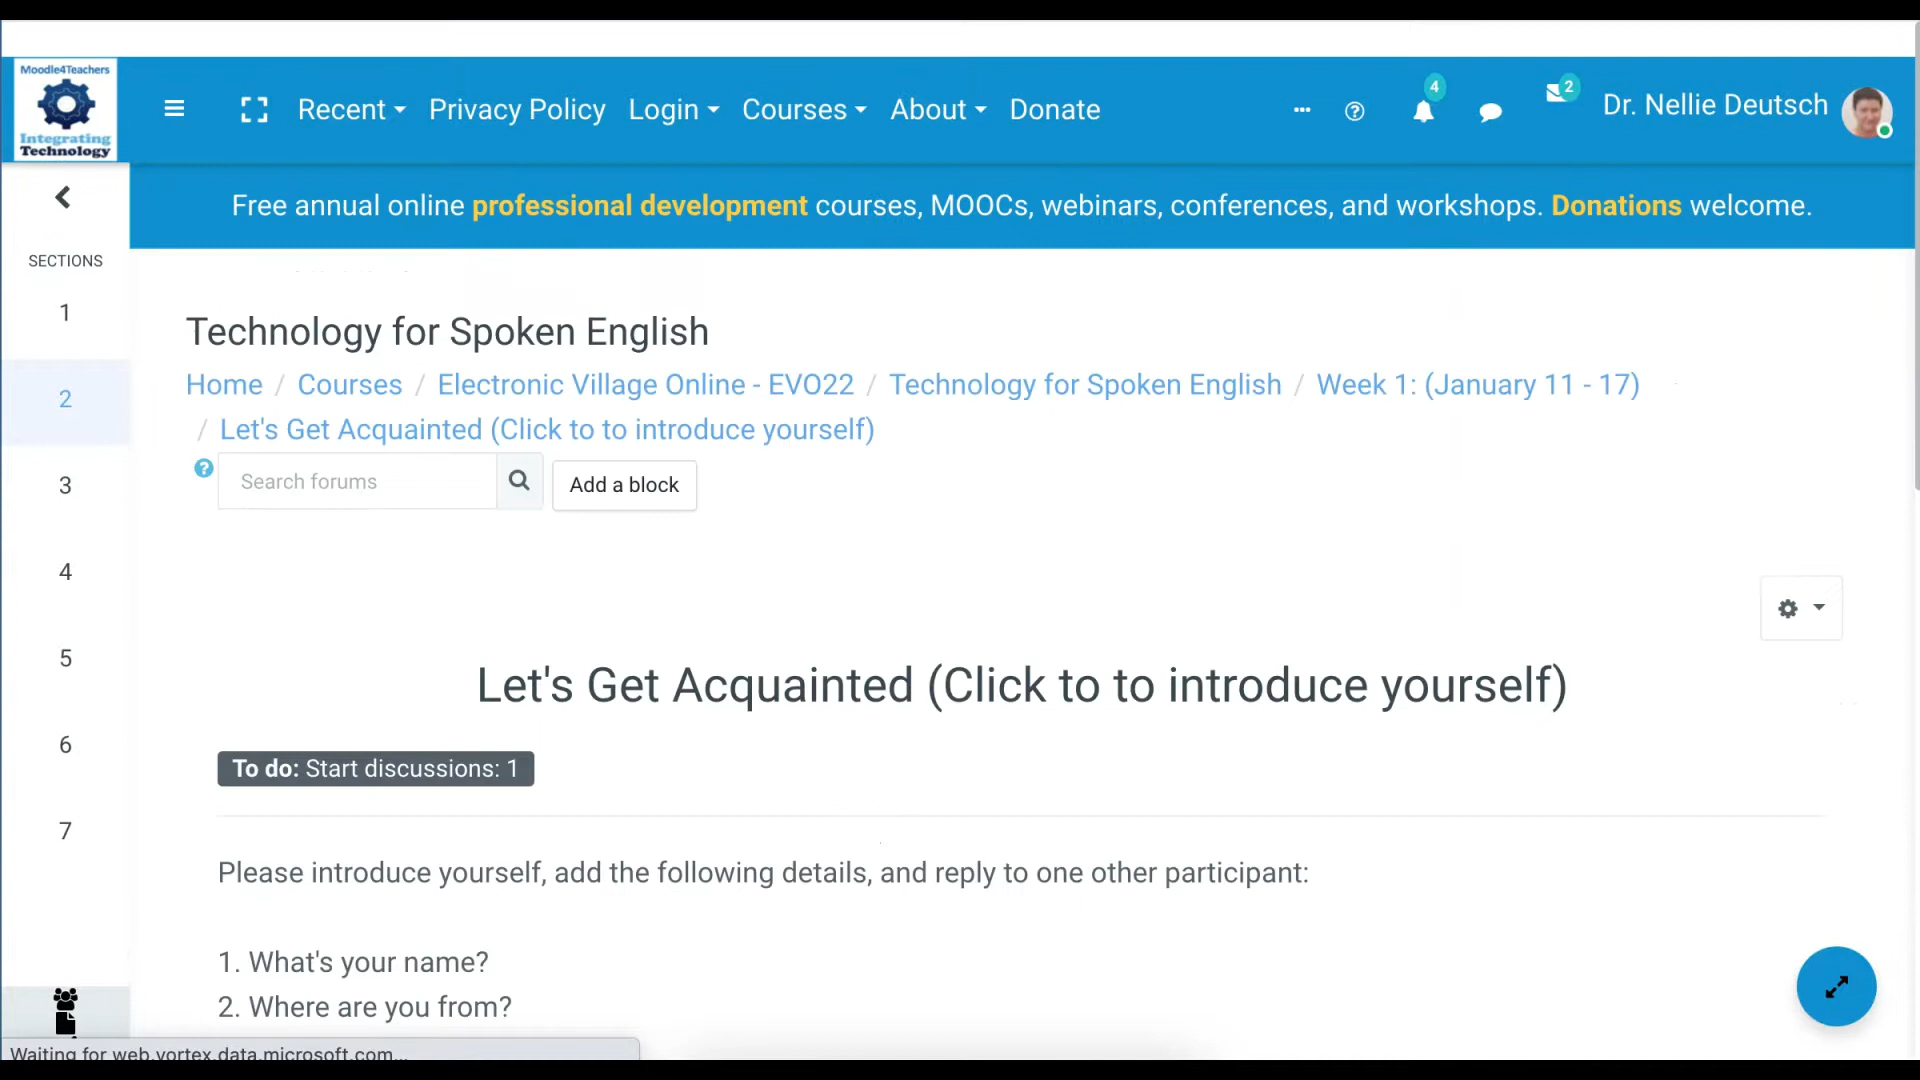 Moodle4Teachers
Integrating
Technology
Recent
Privacy Policy
Login
Courses
About
Donate
4
2
Dr. Nellie Deutsch
Free annual online professional development courses, MOOCs, webinars, conferences, and workshops. Donations welcome.
SECTIONS
1
2
3
4
5
6
7
Technology for Spoken English
Home / Courses / Electronic Village Online - EVO22 / Technology for Spoken English / Week 1: (January 11 - 17)
/ Let's Get Acquainted (Click to to introduce yourself)
Search forums
Add a block
Let's Get Acquainted (Click to to introduce yourself)
To do: Start discussions: 1
Please introduce yourself, add the following details, and reply to one other participant:
1. What's your name?
2. Where are you from?
Waiting for web.vortex.data.microsoft.com...